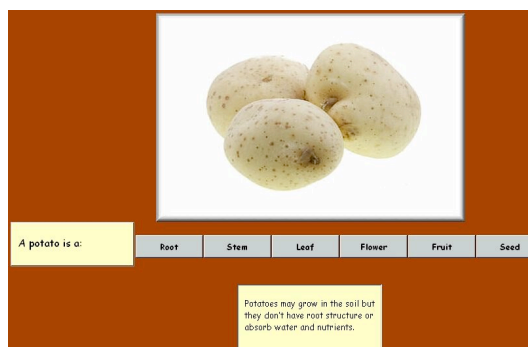 A potato is a:
Root Stem Leaf Flower Fruit Seed
Potatoes may grow in the soil but
they don't have root structure or
absorb water and nutrients.